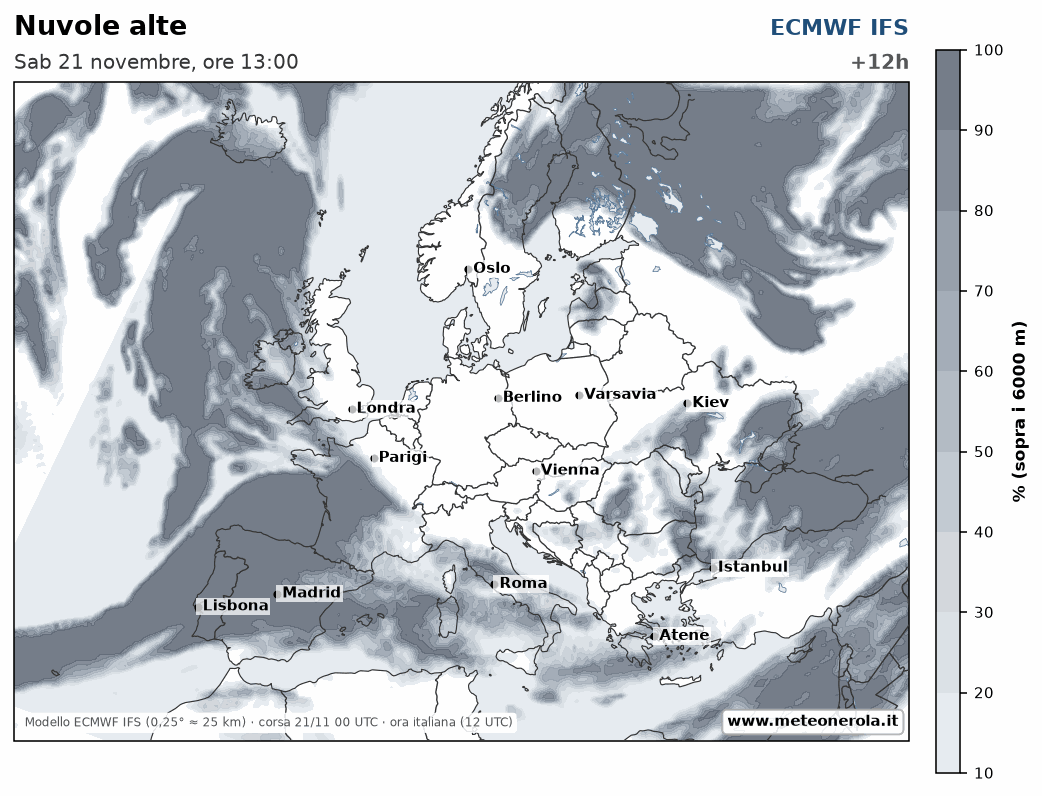 Nuvole alte
ECMWF IFS
Sab 21 novembre, ore 13:00
+12h
100
90
80
70
60
50
40
30
20
10
% (sopra i 6000 m)
Oslo
Londra
Berlino
Varsavia
Kiev
Parigi
Vienna
Istanbul
Roma
Madrid
Lisbona
Atene
Modello ECMWF IFS (0,25° ≈ 25 km) · corsa 21/11 00 UTC · ora italiana (12 UTC)
www.meteonerola.it